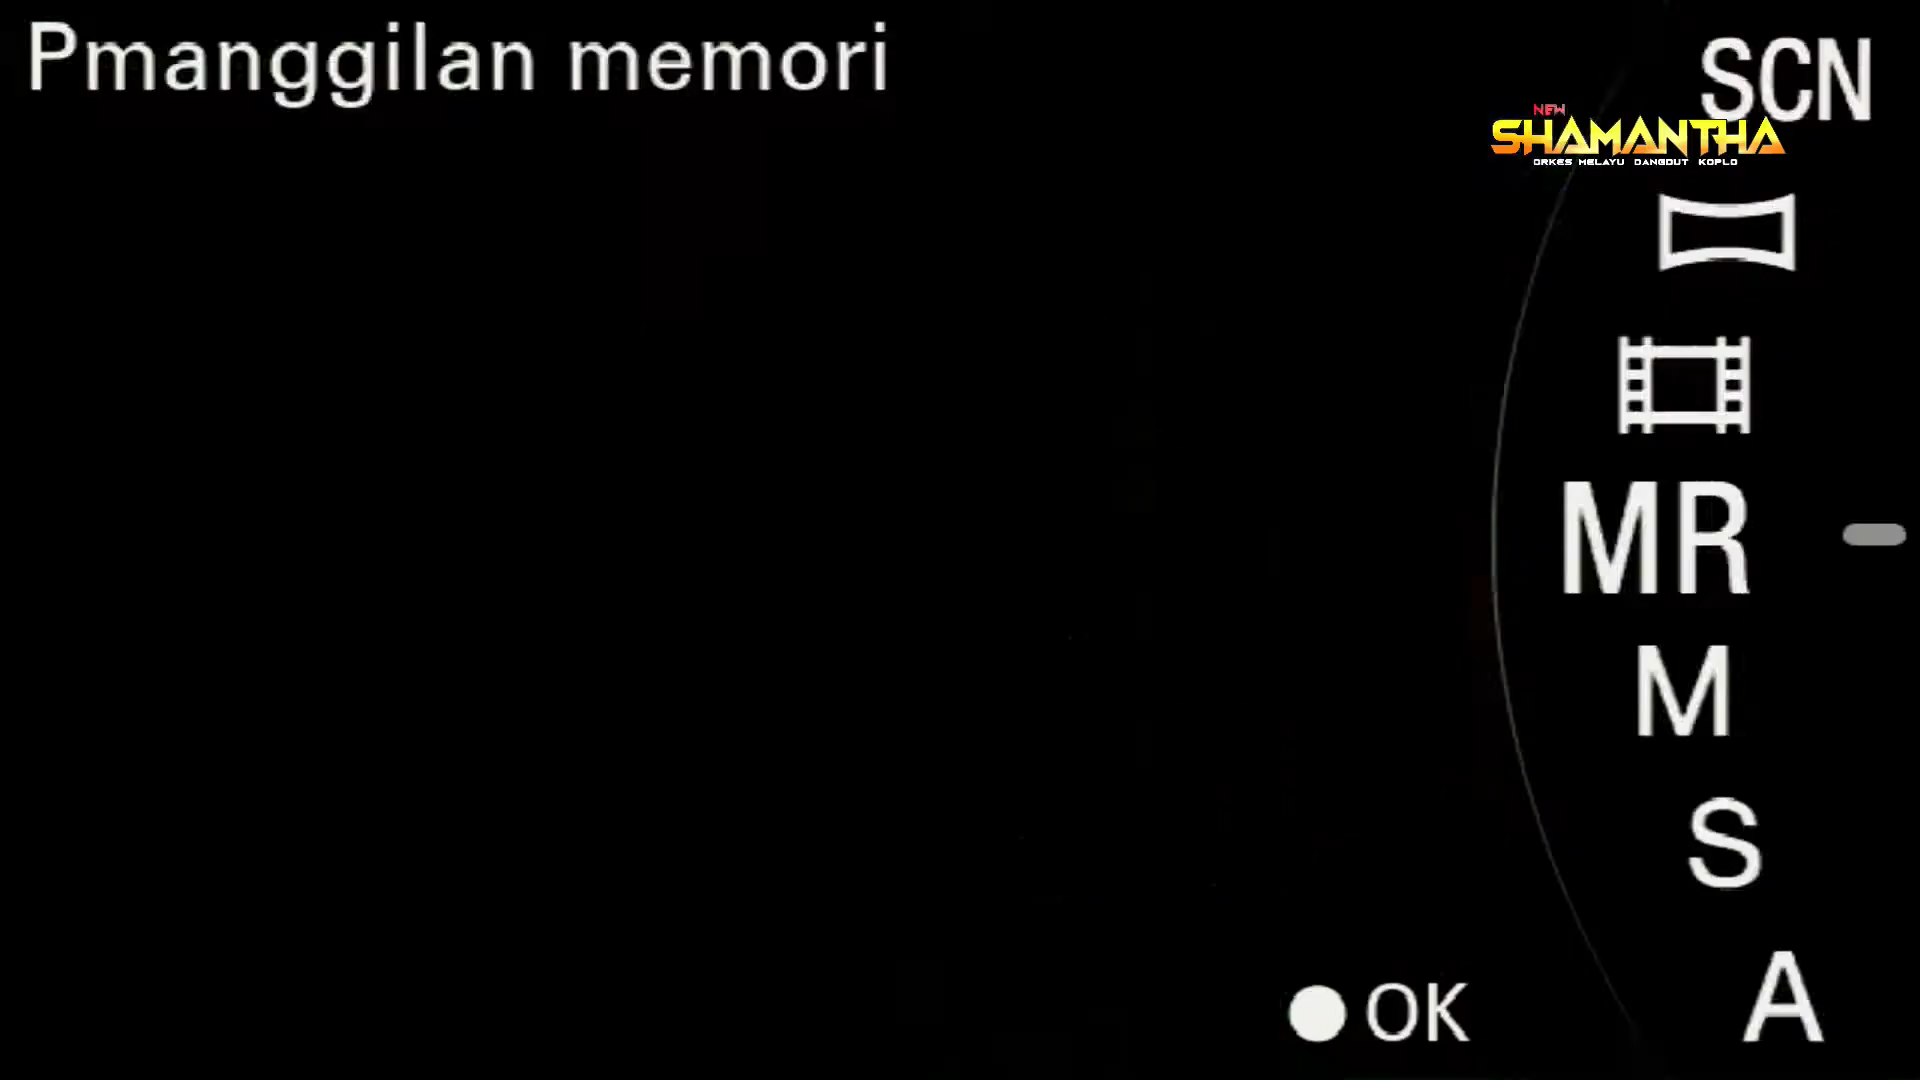 Pmanggilan memori
SCN
NEW
SHAMANTHA
ORKES MELAYU DANGDUT KOPLO
MR
M
S
A
OK